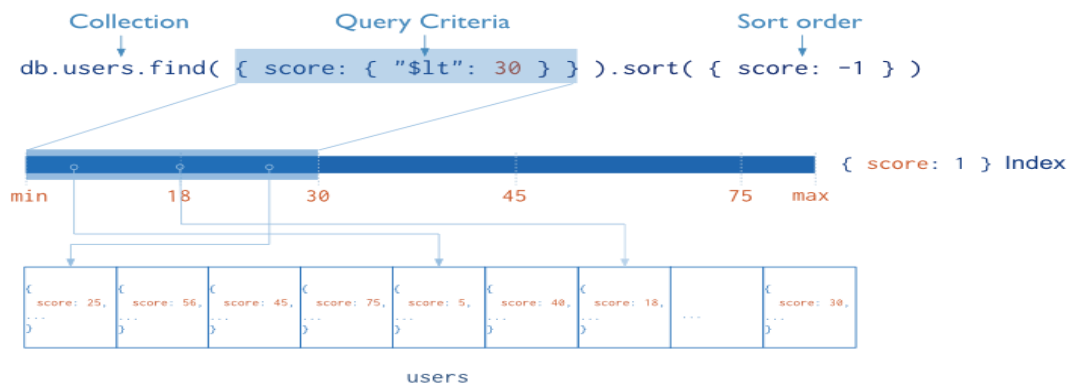 Collection Query Criteria Sort order
db.users.find( { score: { "$lt": 30 } } ).sort( { score: -1 } )
{ score: 1 } Index
min 18 30 45 75 max
{ { { { { { { {
score: 25, score: 56, score: 45, score: 75, score: 5, score: 40, score: 18, score: 30,
... ... ... ... ... ... ... ... ...
} } } } } } } }
users